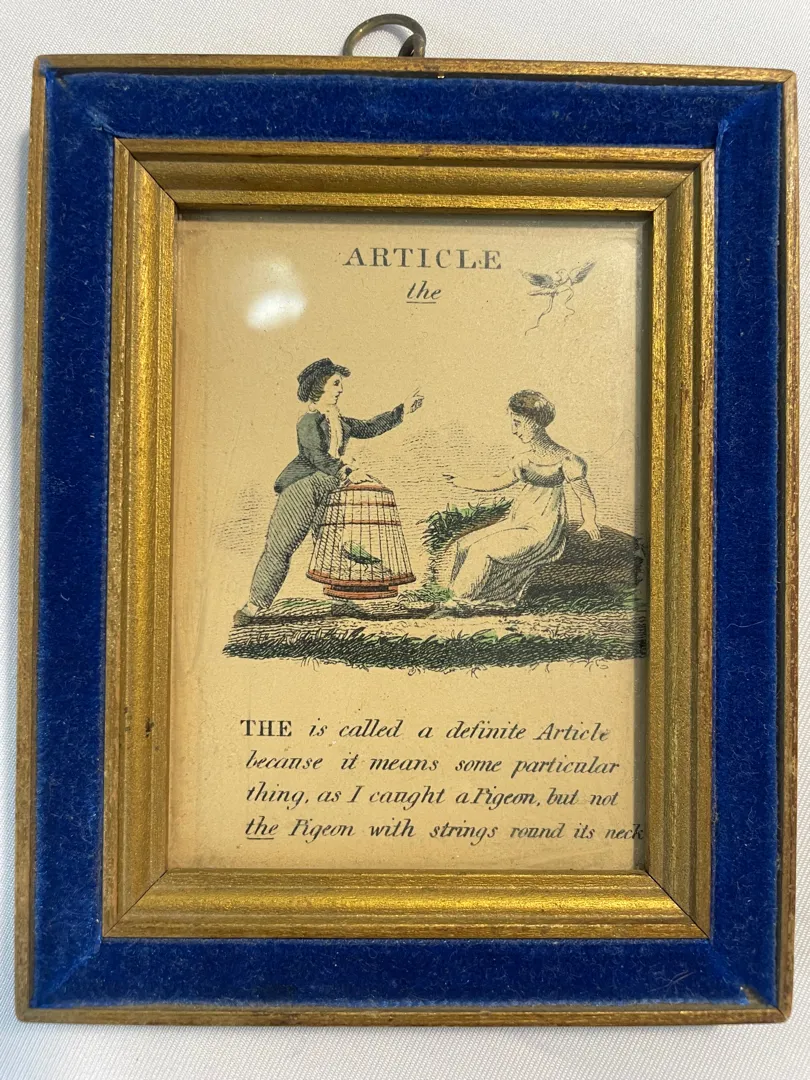 ARTICLE
the
THE is called a definite Article
because it means some particular
thing, as I caught a Pigeon, but not
the Pigeon with strings round its neck